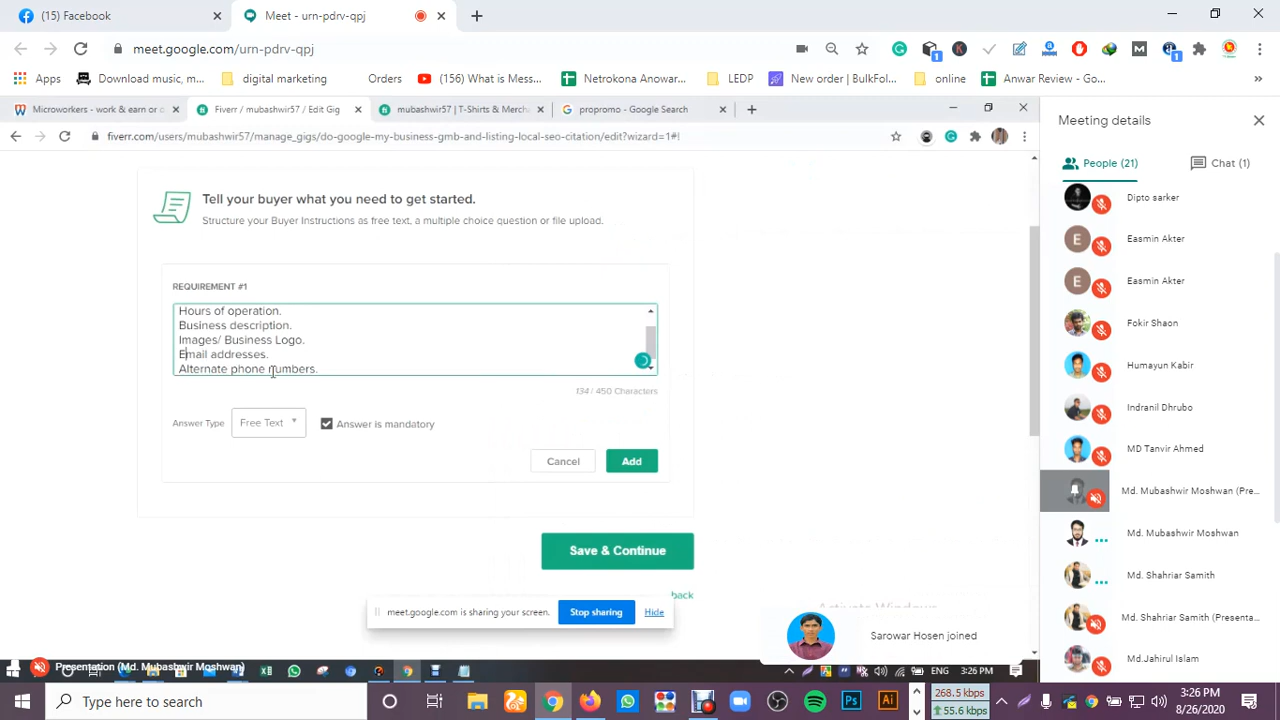 (15) Facebook
Meet - urn-pdrv-qpj
meet.google.com/urn-pdrv-qpj
Apps
Download music, m...
digital marketing
Orders
(156) What is Mess...
Netrokona Anowar...
LEDP
New order | BulkFol...
online
Anwar Review - Go...
Microworkers - work & earn or o
Fiverr / mubashwir57 / Edit Gig
mubashwir57 | T-Shirts & Merch
propromo - Google Search
fiverr.com/users/mubashwir57/manage_gigs/do-google-my-business-gmb-and-listing-local-seo-citation/edit?wizard=1#!
Tell your buyer what you need to get started.
Structure your Buyer Instructions as free text, a multiple choice question or file upload.
REQUIREMENT #1
Hours of operation.
Business description.
Images/ Business Logo.
Email addresses.
Alternate phone numbers.
134 / 450 Characters
Answer Type
Free Text
Answer is mandatory
Cancel
Add
Save & Continue
back
Activate Windows
meet.google.com is sharing your screen.
Stop sharing
Hide
Sarowar Hosen joined
Meeting details
People (21)
Chat (1)
Dipto sarker
E
Easmin Akter
E
Easmin Akter
Fokir Shaon
Humayun Kabir
Indranil Dhrubo
MD Tanvir Ahmed
Md. Mubashwir Moshwan (Pre...
Md. Mubashwir Moshwan
Md. Shahriar Samith
Md. Shahriar Samith (Presenta...
Md.Jahirul Islam
Presentation (Md. Mubashwir Moshwan)
ENG
3:26 PM
Type here to search
268.5 kbps
55.6 kbps
3:26 PM
8/26/2020